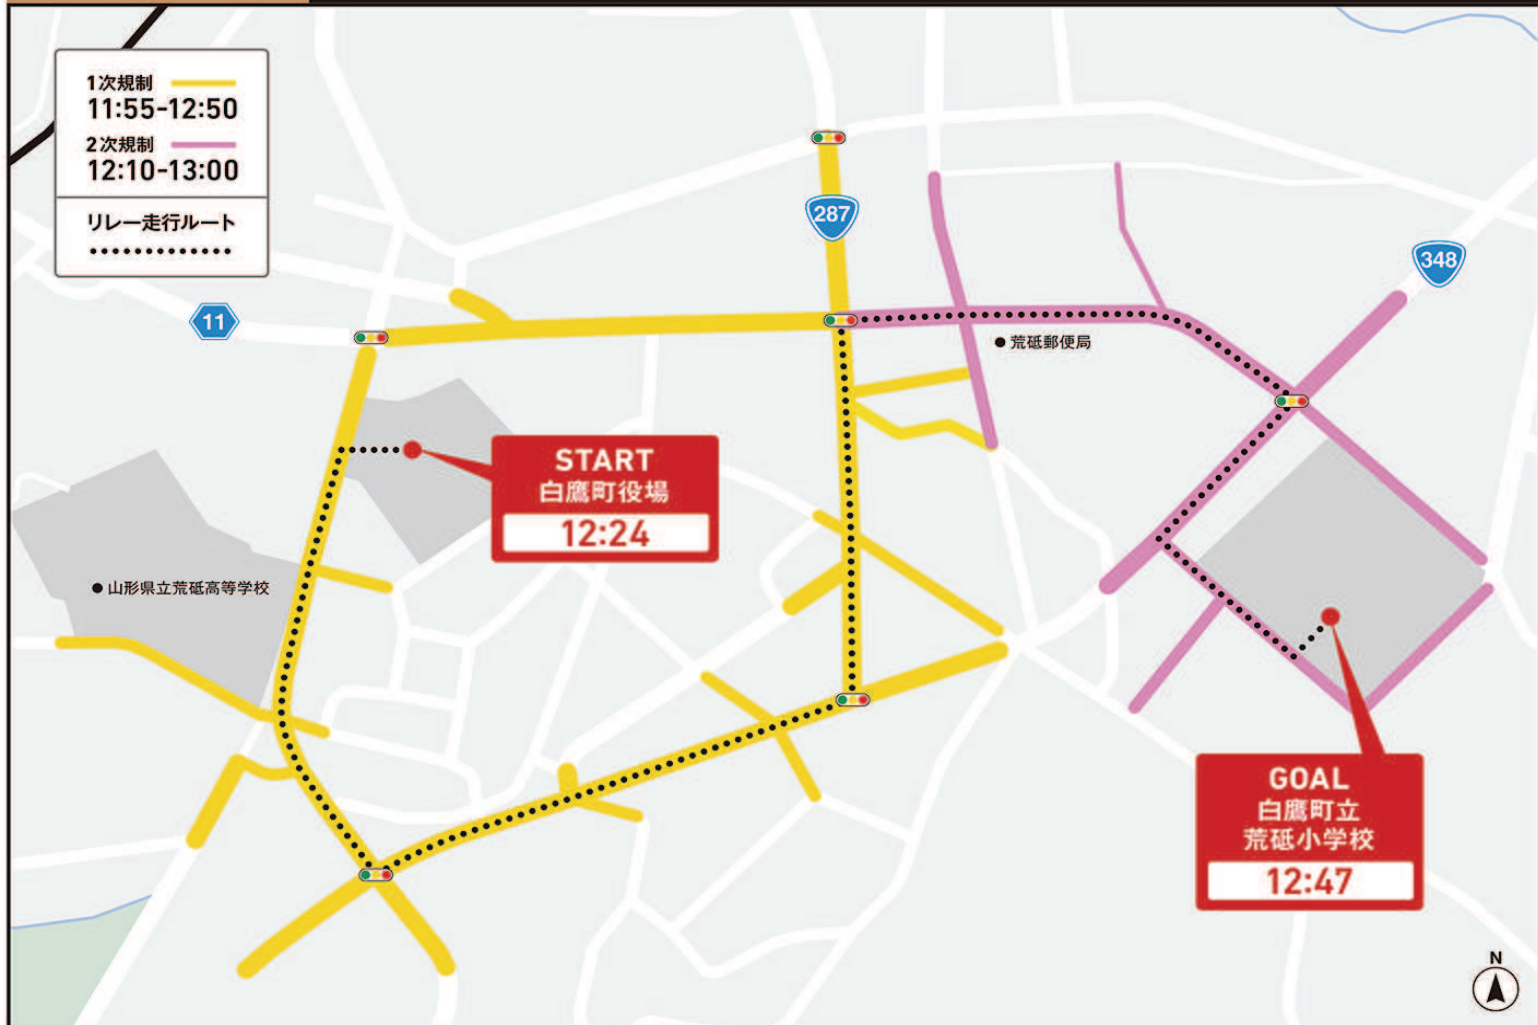 1次規制
11:55-12:50
2次規制
12:10-13:00
リレー走行ルート
287
348
11
荒砥郵便局
START
白鷹町役場
12:24
山形県立荒砥高等学校
GOAL
白鷹町立
荒砥小学校
12:47
N